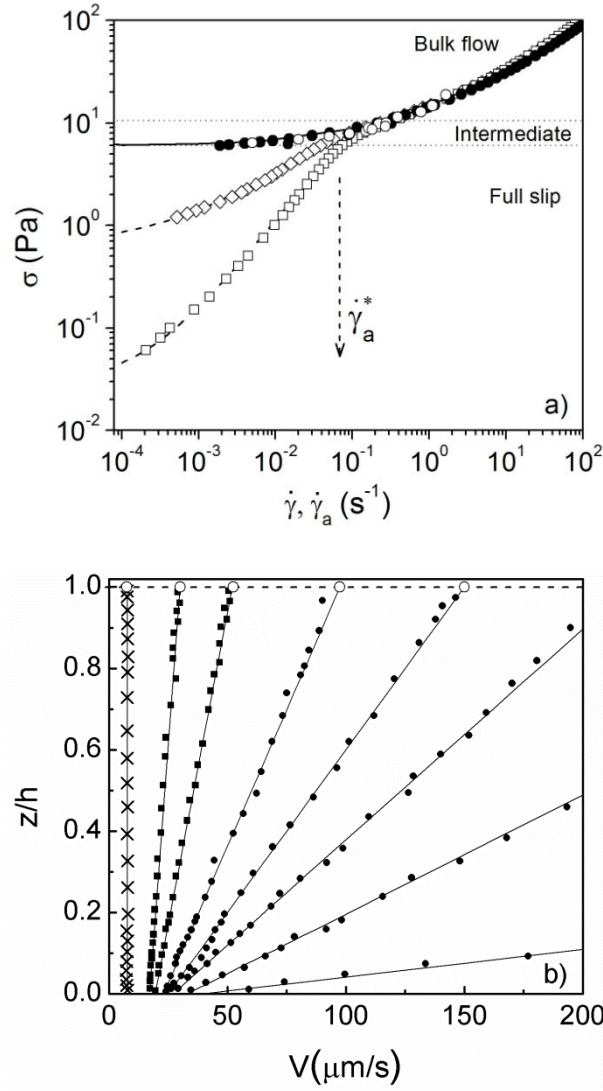 10²
10¹
10⁰
10⁻¹
10⁻²
σ (Pa)
Bulk flow
Intermediate
Full slip
γ̇ₐ*
a)
10⁻⁴ 10⁻³ 10⁻² 10⁻¹ 10⁰ 10¹ 10²
γ̇, γ̇ₐ (s⁻¹)
1.0
0.8
0.6
0.4
0.2
0.0
z/h
b)
0 50 100 150 200
V(μm/s)